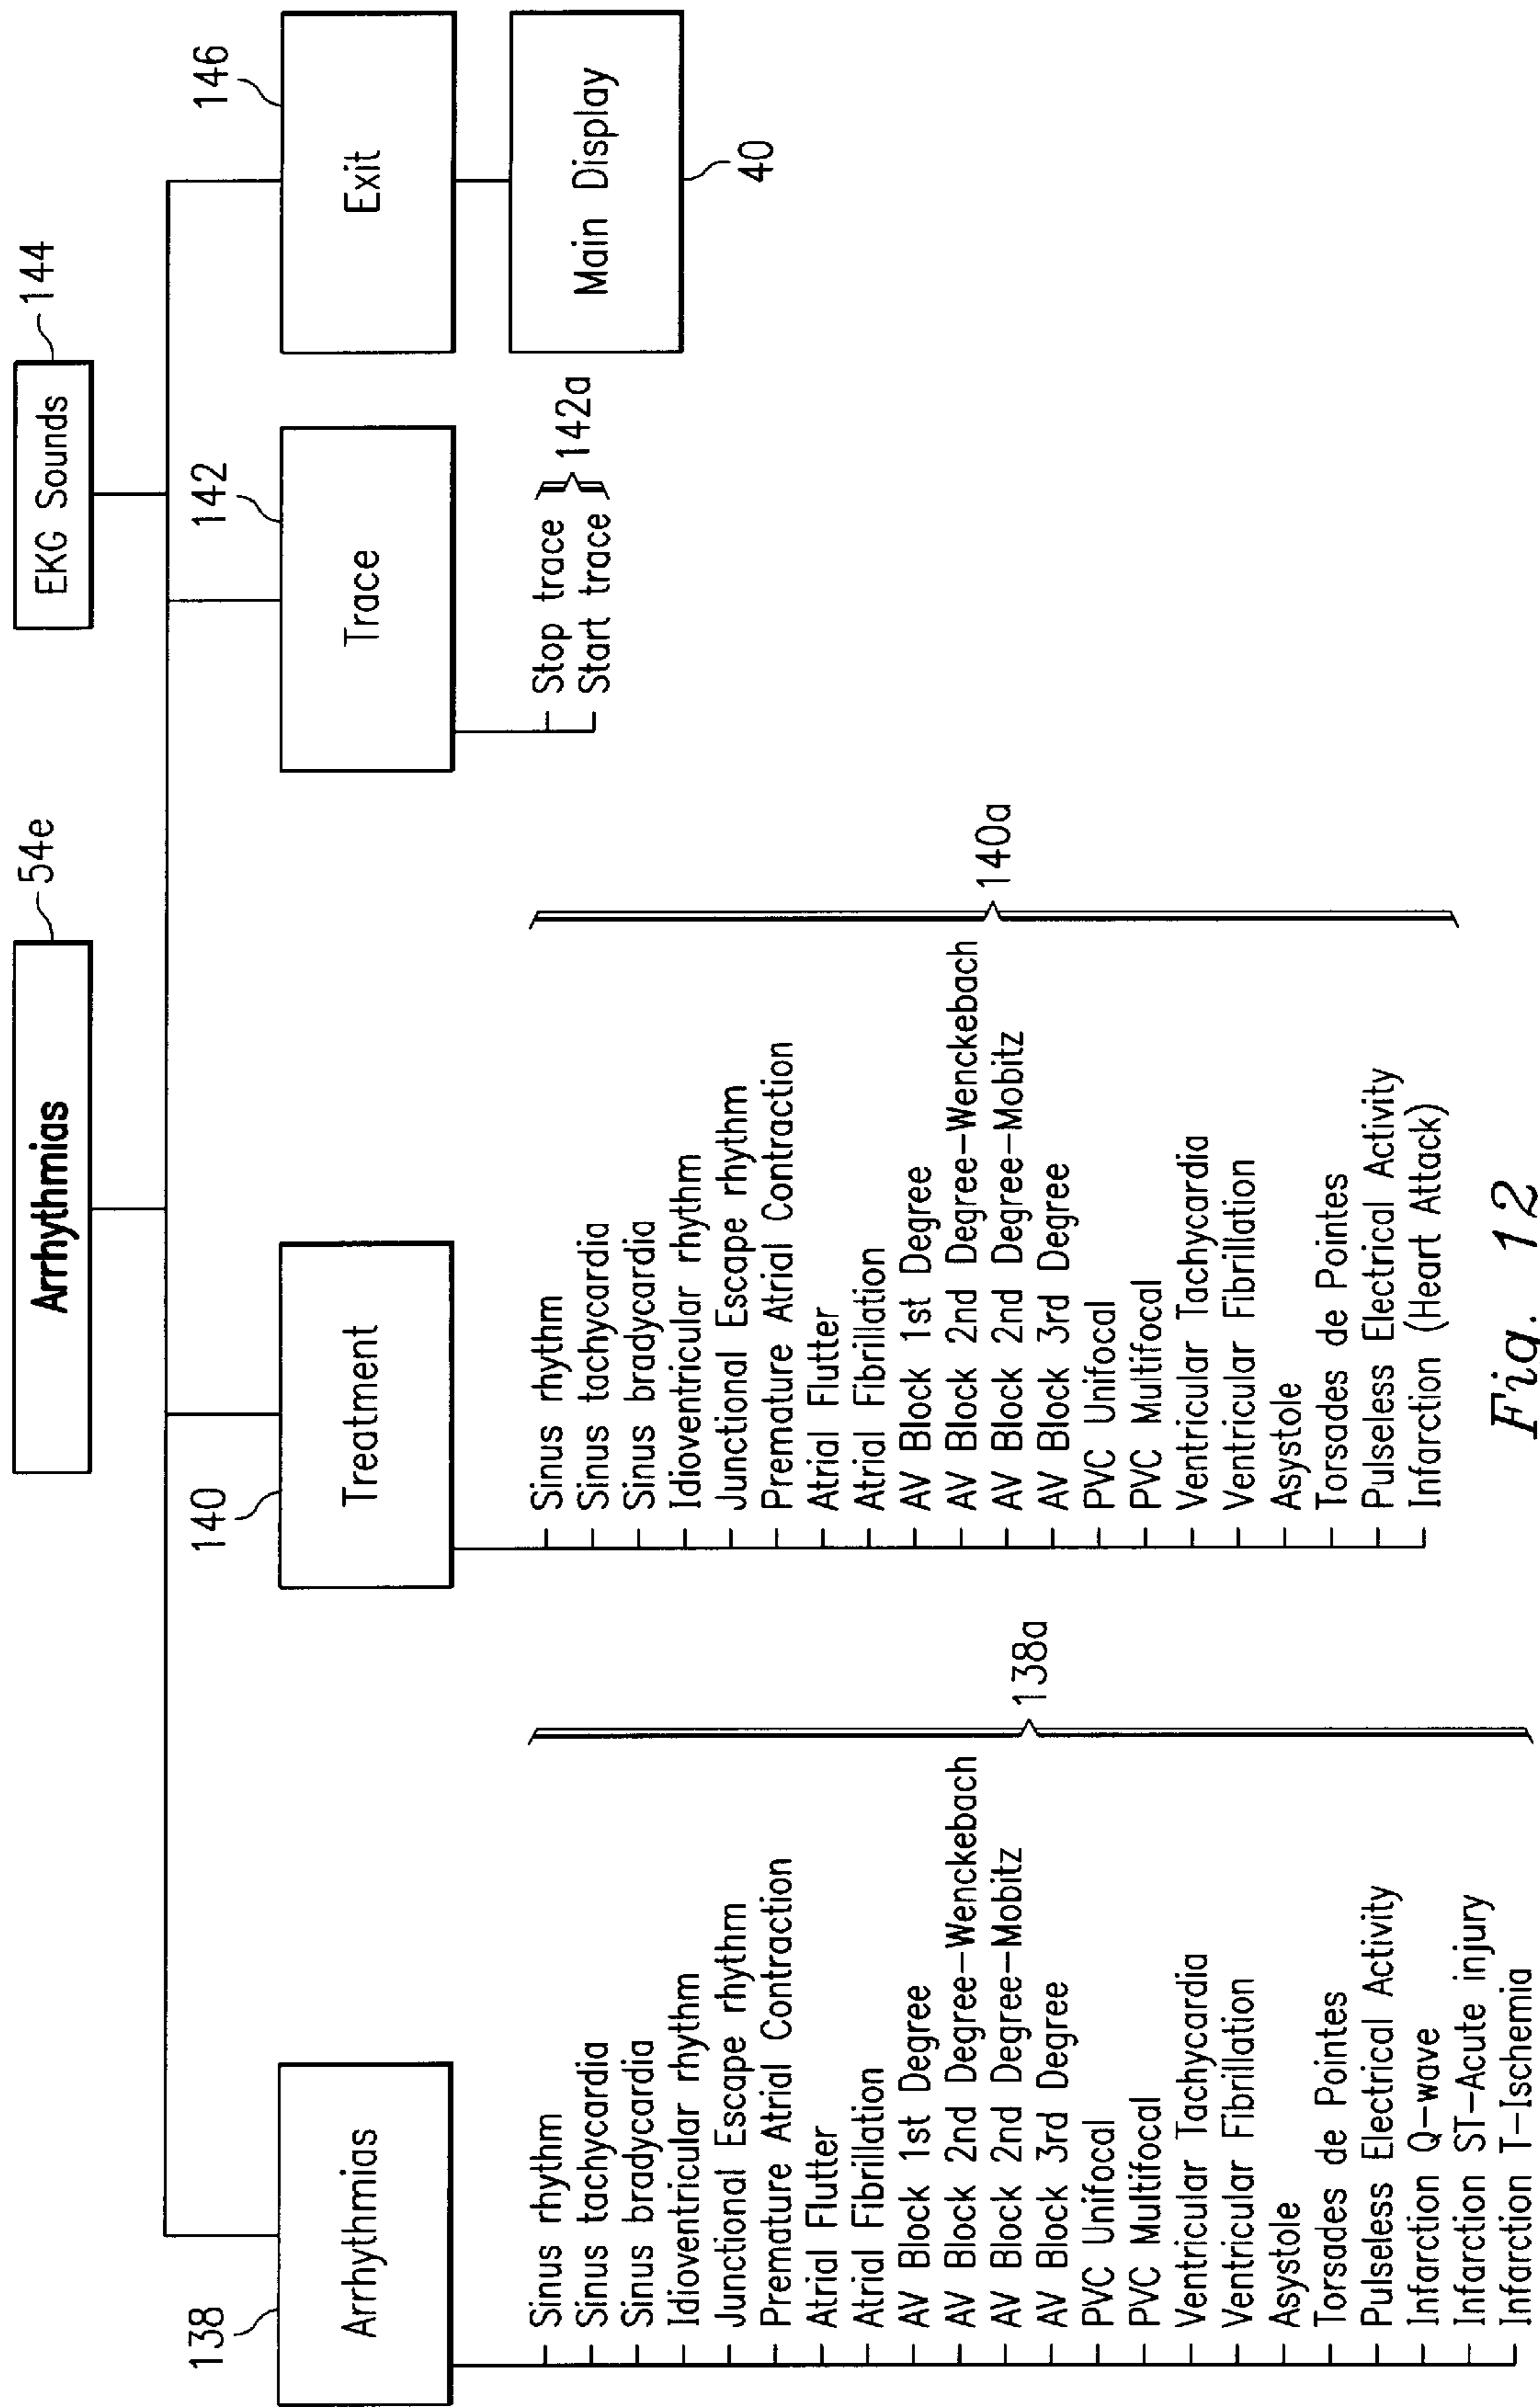 Arrhythmias
54e
EKG Sounds
144
138
Arrhythmias
Sinus rhythm
Sinus tachycardia
Sinus bradycardia
Idioventricular rhythm
Junctional Escape rhythm
Premature Atrial Contraction
Atrial Flutter
Atrial Fibrillation
AV Block 1st Degree
AV Block 2nd Degree-Wenckebach
AV Block 2nd Degree-Mobitz
AV Block 3rd Degree
PVC Unifocal
PVC Multifocal
Ventricular Tachycardia
Ventricular Fibrillation
Asystole
Torsades de Pointes
Pulseless Electrical Activity
Infarction Q-wave
Infarction ST-Acute injury
Infarction T-Ischemia
138a
140
Treatment
Sinus rhythm
Sinus tachycardia
Sinus bradycardia
Idioventricular rhythm
Junctional Escape rhythm
Premature Atrial Contraction
Atrial Flutter
Atrial Fibrillation
AV Block 1st Degree
AV Block 2nd Degree-Wenckebach
AV Block 2nd Degree-Mobitz
AV Block 3rd Degree
PVC Unifocal
PVC Multifocal
Ventricular Tachycardia
Ventricular Fibrillation
Asystole
Torsades de Pointes
Pulseless Electrical Activity
Infarction (Heart Attack)
140a
142
Trace
Stop trace
Start trace
142a
146
Exit
Main Display
40
Fig. 12